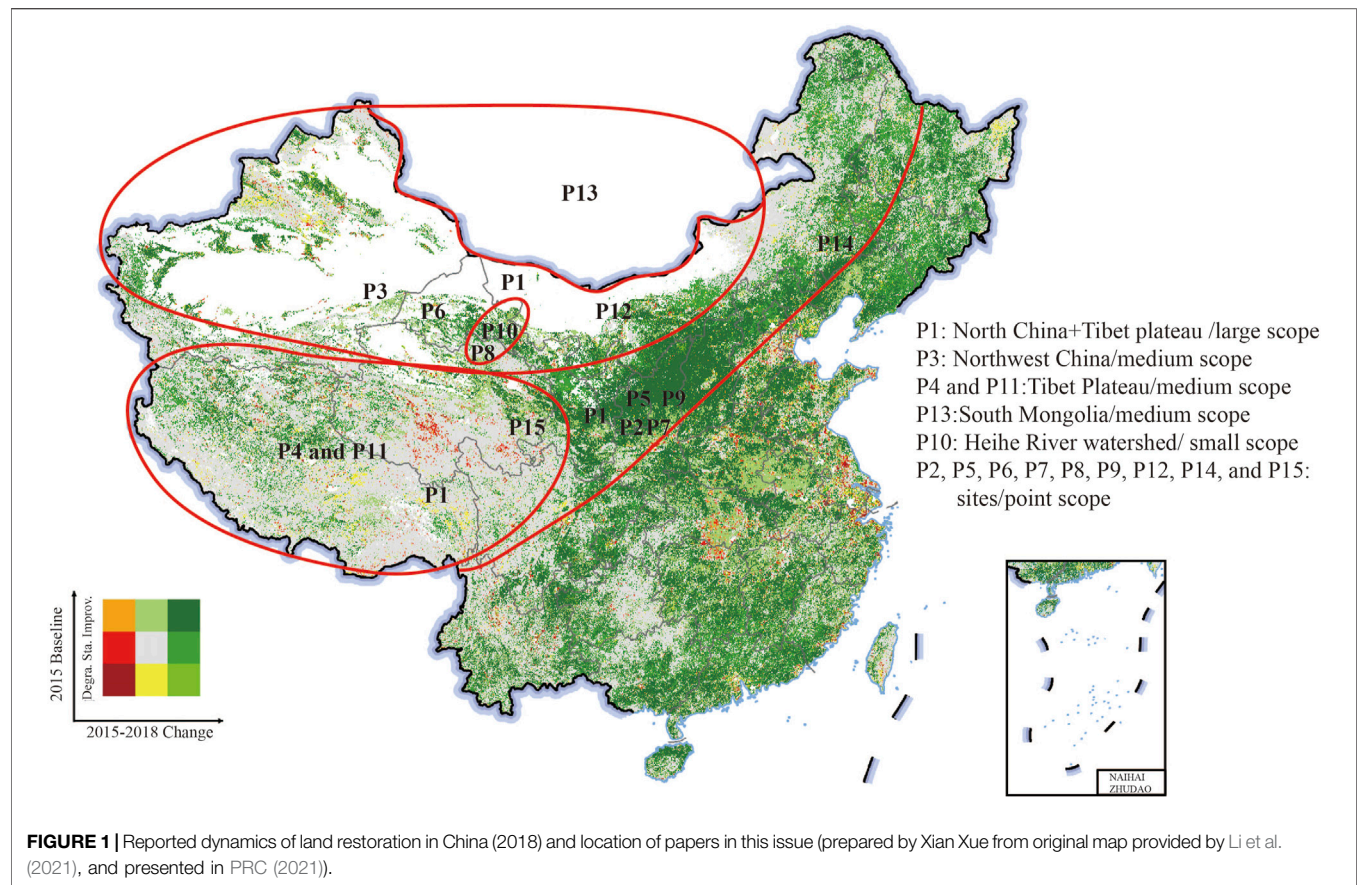 P13
P14
P1
P3
P12
P6
P10
P8
P5 P9
P1
P15
P2P7
P4 and P11
P1
P1: North China+Tibet plateau /large scope
P3: Northwest China/medium scope
P4 and P11:Tibet Plateau/medium scope
P13:South Mongolia/medium scope
P10: Heihe River watershed/ small scope
P2, P5, P6, P7, P8, P9, P12, P14, and P15:
sites/point scope
2015 Baseline
Degra. Sta. Improv.
2015-2018 Change
NAIHAI
ZHUDAO
FIGURE 1 | Reported dynamics of land restoration in China (2018) and location of papers in this issue (prepared by Xian Xue from original map provided by Li et al.
(2021), and presented in PRC (2021)).